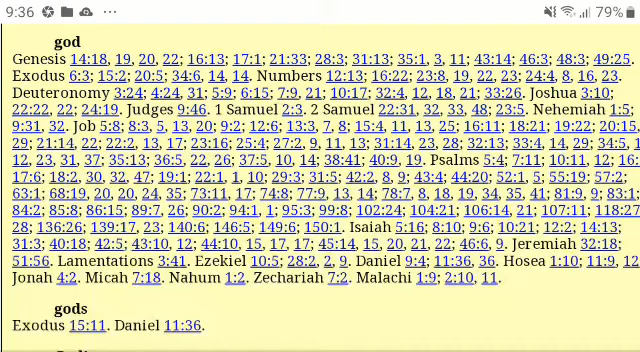 9:36 79%
god
Genesis 14:18, 19, 20, 22; 16:13; 17:1; 21:33; 28:3; 31:13; 35:1, 3, 11; 43:14; 46:3; 48:3; 49:25.
Exodus 6:3; 15:2; 20:5; 34:6, 14, 14. Numbers 12:13; 16:22; 23:8, 19, 22, 23; 24:4, 8, 16, 23.
Deuteronomy 3:24; 4:24, 31; 5:9; 6:15; 7:9, 21; 10:17; 32:4, 12, 18, 21; 33:26. Joshua 3:10;
22:22, 22; 24:19. Judges 9:46. 1 Samuel 2:3. 2 Samuel 22:31, 32, 33, 48; 23:5. Nehemiah 1:5;
9:31, 32. Job 5:8; 8:3, 5, 13, 20; 9:2; 12:6; 13:3, 7, 8; 15:4, 11, 13, 25; 16:11; 18:21; 19:22; 20:15,
29; 21:14, 22; 22:2, 13, 17; 23:16; 25:4; 27:2, 9, 11, 13; 31:14, 23, 28; 32:13; 33:4, 14, 29; 34:5, 1
12, 23, 31, 37; 35:13; 36:5, 22, 26; 37:5, 10, 14; 38:41; 40:9, 19. Psalms 5:4; 7:11; 10:11, 12; 16:
17:6; 18:2, 30, 32, 47; 19:1; 22:1, 1, 10; 29:3; 31:5; 42:2, 8, 9; 43:4; 44:20; 52:1, 5; 55:19; 57:2;
63:1; 68:19, 20, 20, 24, 35; 73:11, 17; 74:8; 77:9, 13, 14; 78:7, 8, 18, 19, 34, 35, 41; 81:9, 9; 83:1;
84:2; 85:8; 86:15; 89:7, 26; 90:2; 94:1, 1; 95:3; 99:8; 102:24; 104:21; 106:14, 21; 107:11; 118:27
28; 136:26; 139:17, 23; 140:6; 146:5; 149:6; 150:1. Isaiah 5:16; 8:10; 9:6; 10:21; 12:2; 14:13;
31:3; 40:18; 42:5; 43:10, 12; 44:10, 15, 17, 17; 45:14, 15, 20, 21, 22; 46:6, 9. Jeremiah 32:18;
51:56. Lamentations 3:41. Ezekiel 10:5; 28:2, 2, 9. Daniel 9:4; 11:36, 36. Hosea 1:10; 11:9, 12
Jonah 4:2. Micah 7:18. Nahum 1:2. Zechariah 7:2. Malachi 1:9; 2:10, 11.
gods
Exodus 15:11. Daniel 11:36.